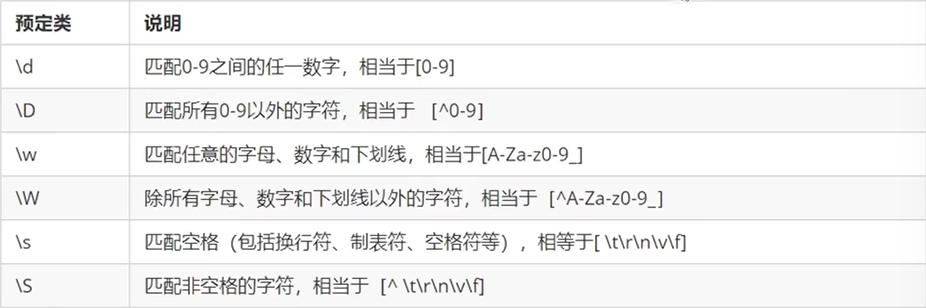 预定类 说明
\d 匹配0-9之间的任一数字，相当于[0-9]
\D 匹配所有0-9以外的字符，相当于 [^0-9]
\w 匹配任意的字母、数字和下划线，相当于[A-Za-z0-9_]
\W 除所有字母、数字和下划线以外的字符，相当于 [^A-Za-z0-9_]
\s 匹配空格（包括换行符、制表符、空格符等），相等于[ \t\r\n\v\f]
\S 匹配非空格的字符，相当于 [^ \t\r\n\v\f]